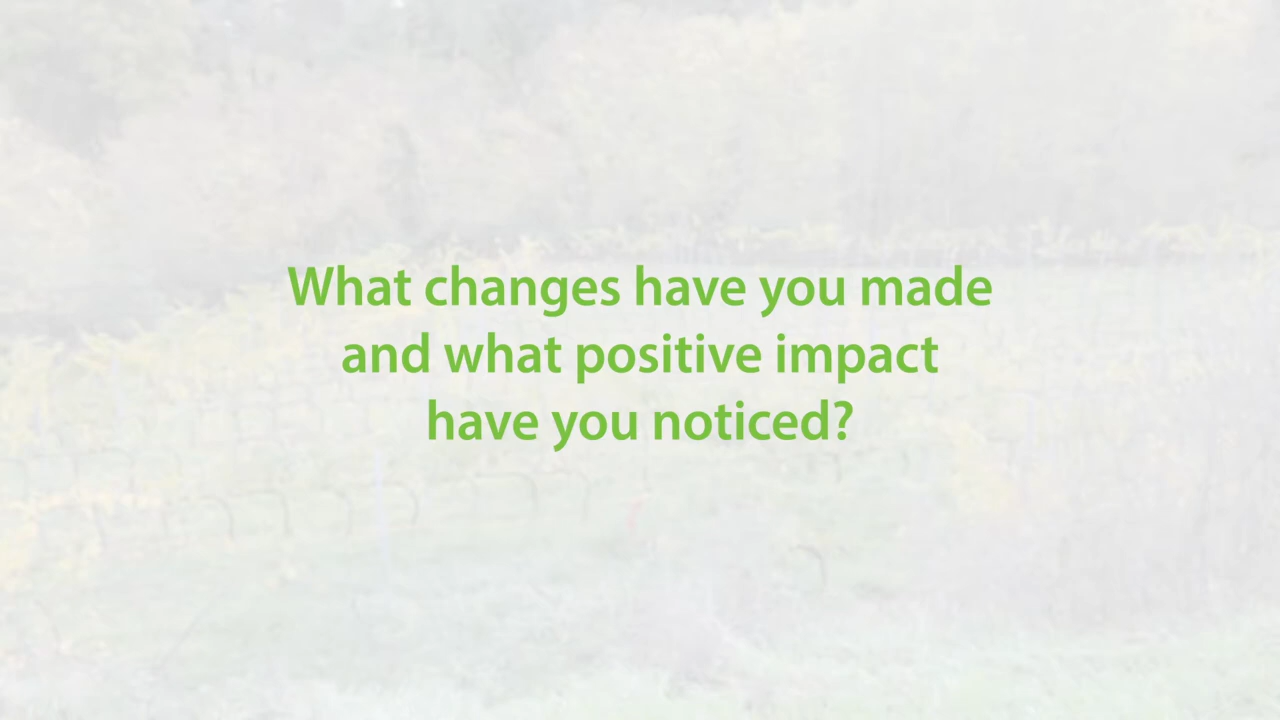 What changes have you made
and what positive impact
have you noticed?